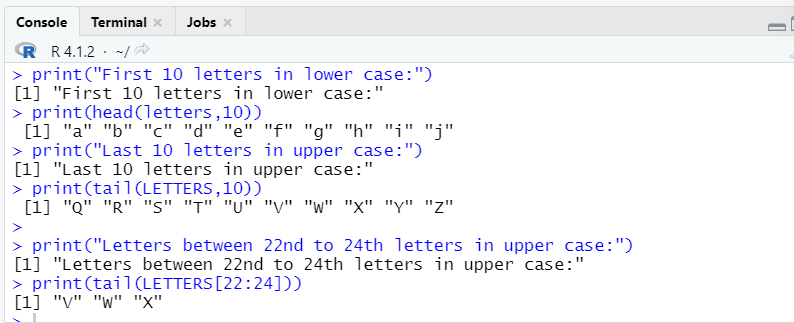 Console Terminal Jobs
R R 4.1.2 · ~/
> print("First 10 letters in lower case:")
[1] "First 10 letters in lower case:"
> print(head(letters,10))
 [1] "a" "b" "c" "d" "e" "f" "g" "h" "i" "j"
> print("Last 10 letters in upper case:")
[1] "Last 10 letters in upper case:"
> print(tail(LETTERS,10))
 [1] "Q" "R" "S" "T" "U" "V" "W" "X" "Y" "Z"
>
> print("Letters between 22nd to 24th letters in upper case:")
[1] "Letters between 22nd to 24th letters in upper case:"
> print(tail(LETTERS[22:24]))
[1] "V" "W" "X"
>